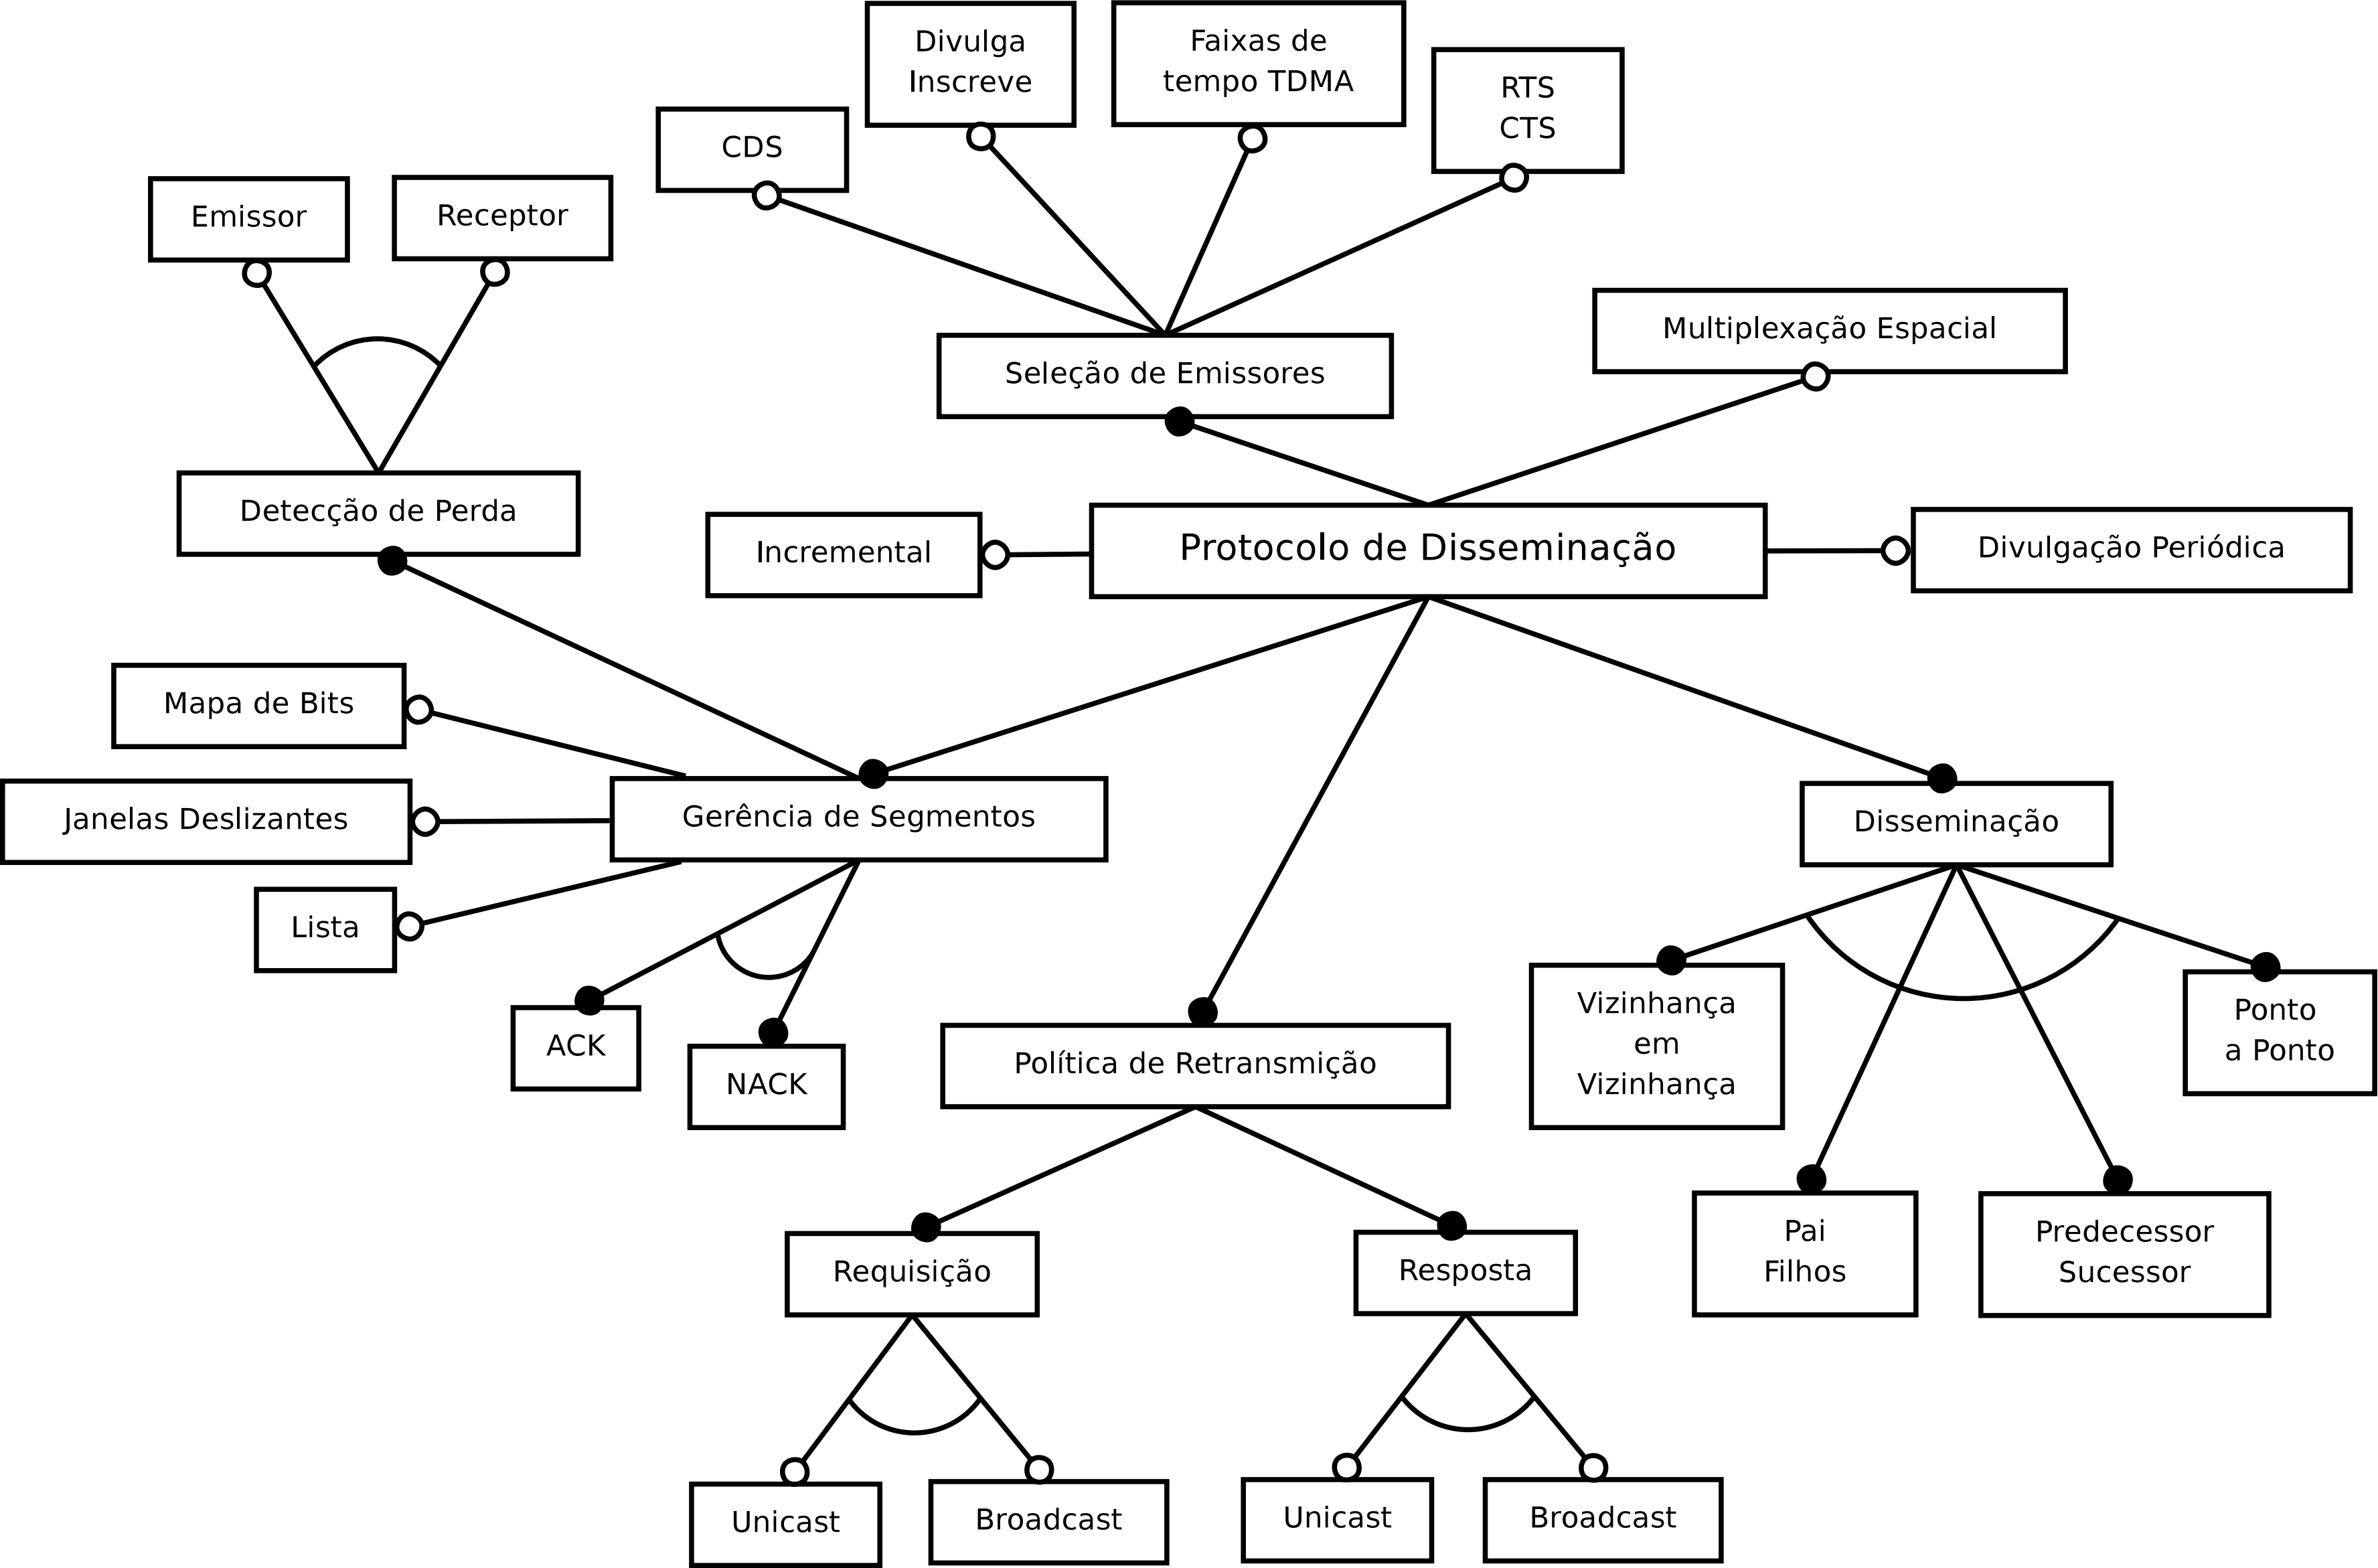 Divulga
Inscreve
Faixas de
tempo TDMA
RTS
CTS
CDS
Emissor
Receptor
Multiplexação Espacial
Seleção de Emissores
Detecção de Perda
Incremental
Protocolo de Disseminação
Divulgação Periódica
Mapa de Bits
Janelas Deslizantes
Gerência de Segmentos
Disseminação
Lista
ACK
NACK
Política de Retransmição
Vizinhança
em
Vizinhança
Ponto
a Ponto
Pai
Filhos
Predecessor
Sucessor
Requisição
Resposta
Unicast
Broadcast
Unicast
Broadcast